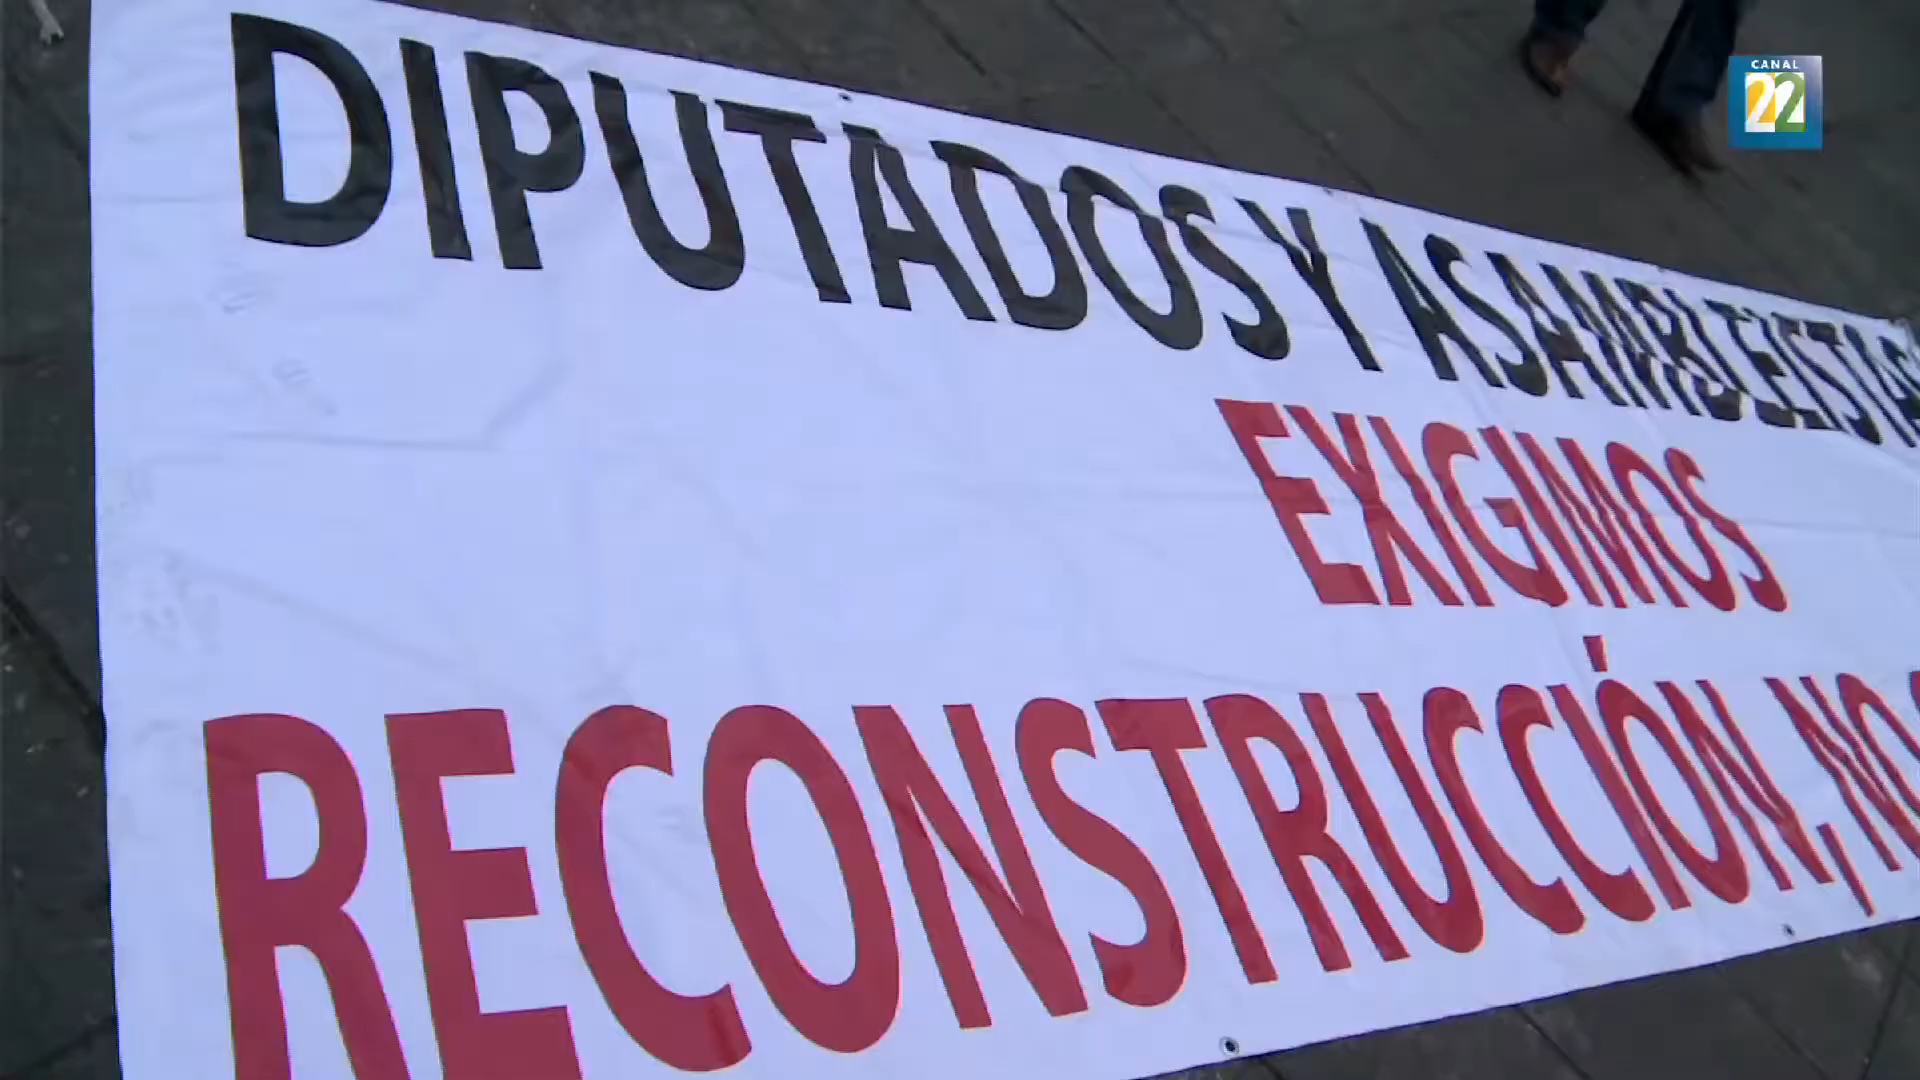 CANAL
22
DIPUTADOS Y ASAMBLEISTAS
EXIGIMOS
RECONSTRUCCIÓN, NO